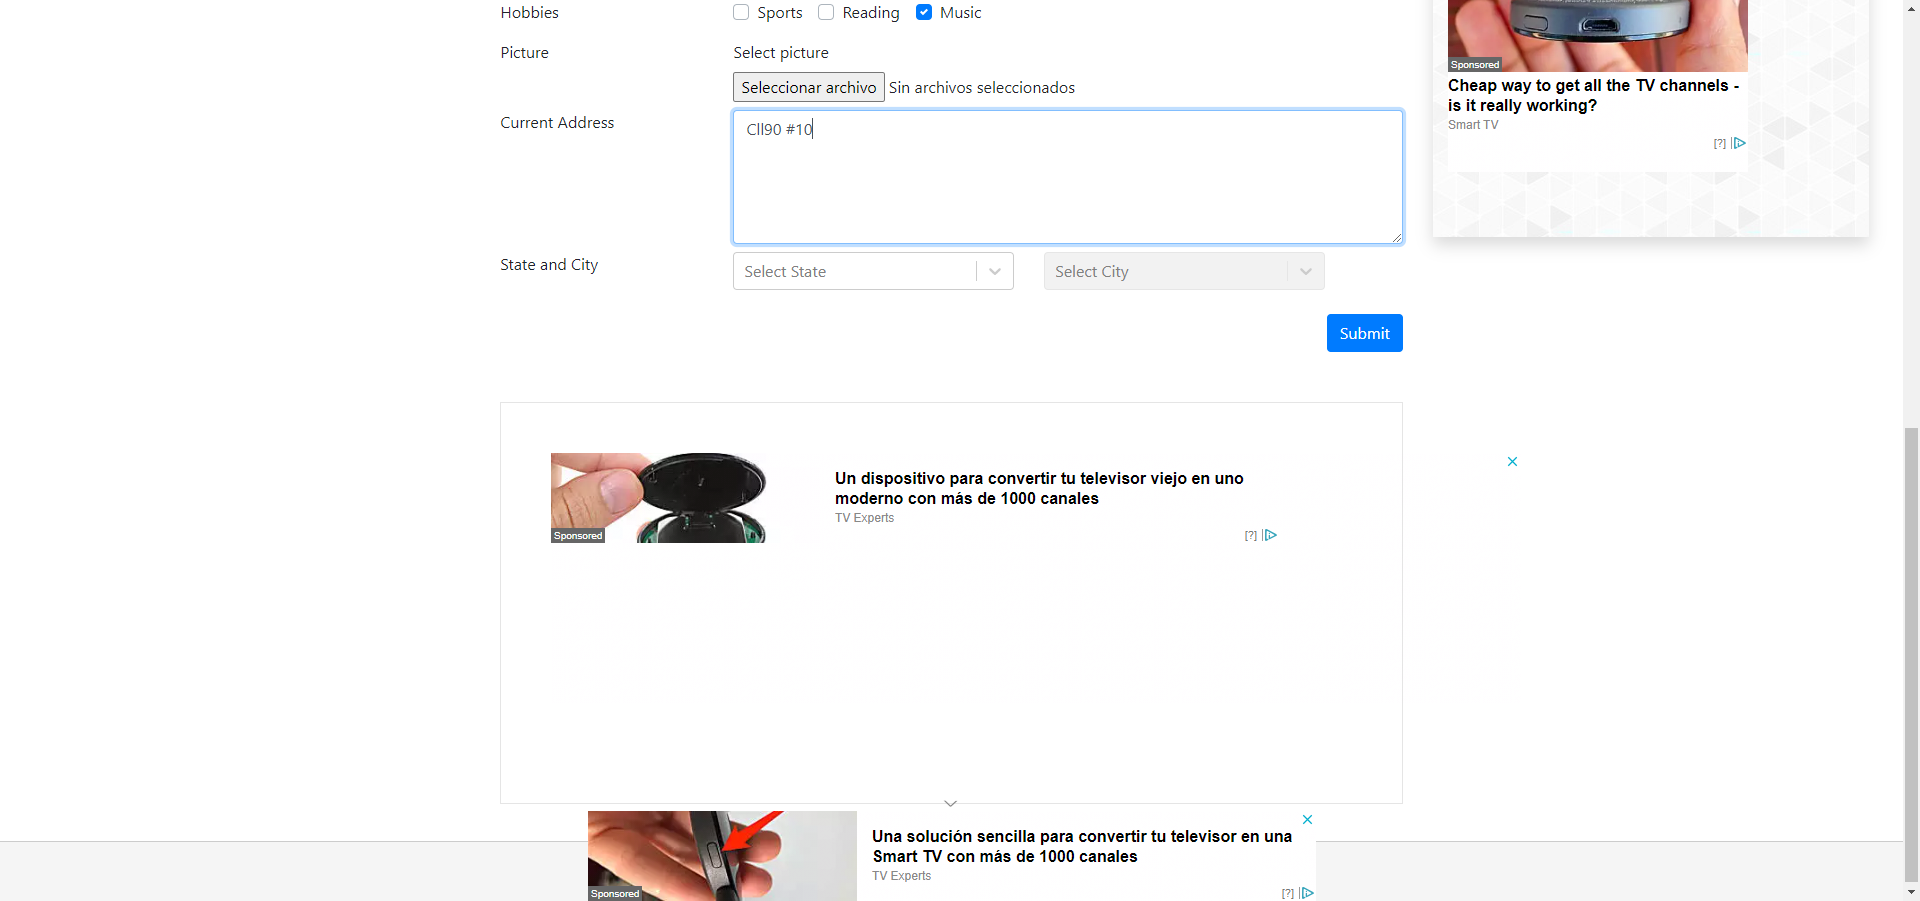 Hobbies
Sports Reading Music
Picture
Select picture
Seleccionar archivo Sin archivos seleccionados
Current Address
Cll90 #10
State and City
Select State
Select City
Submit
Sponsored
Cheap way to get all the TV channels -
is it really working?
Smart TV
[?]
Sponsored
Un dispositivo para convertir tu televisor viejo en uno
moderno con más de 1000 canales
TV Experts
[?]
Sponsored
Una solución sencilla para convertir tu televisor en una
Smart TV con más de 1000 canales
TV Experts
[?]